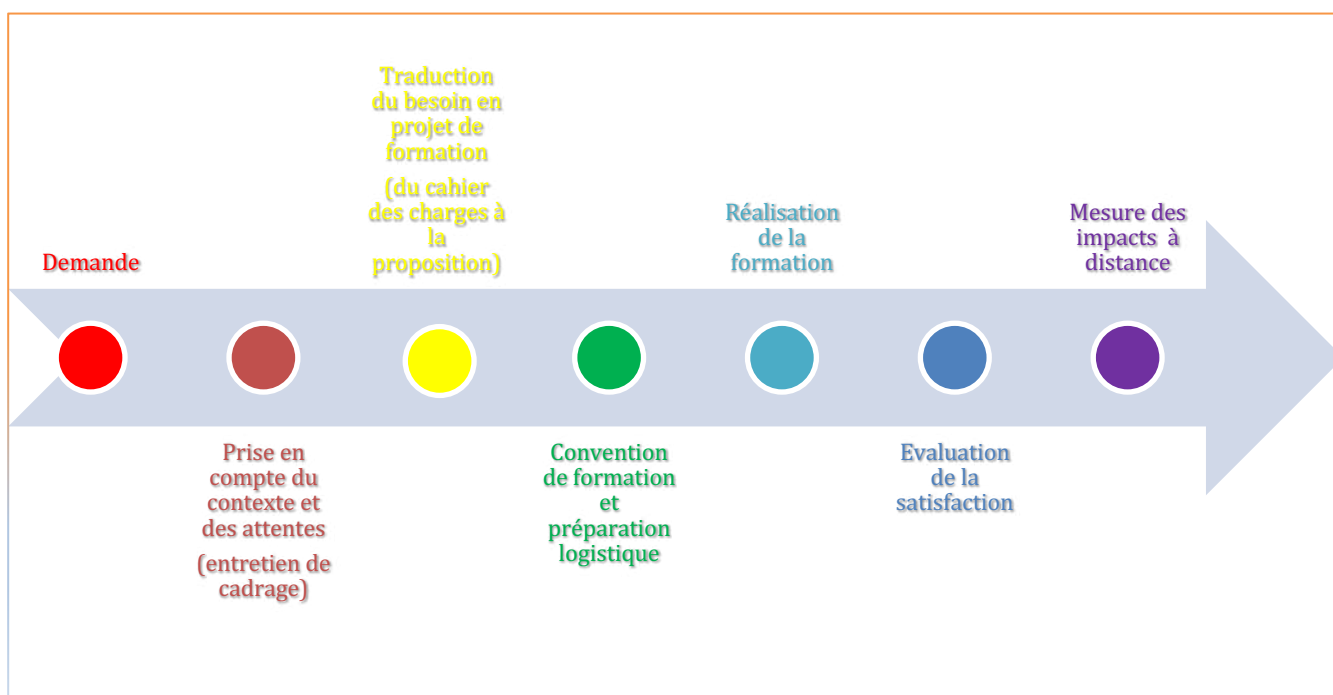 Demande
Prise en
compte du
contexte et
des attentes
(entretien de
cadrage)
Traduction
du besoin en
projet de
formation
(du cahier
des charges à
la
proposition)
Convention
de formation
et
préparation
logistique
Réalisation
de la
formation
Evaluation
de la
satisfaction
Mesure des
impacts à
distance